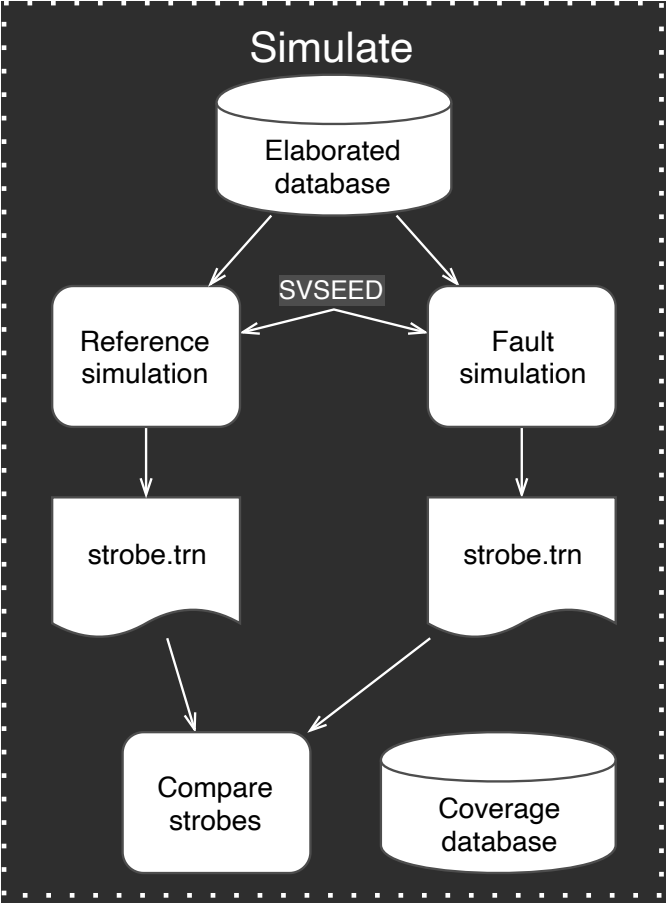 Simulate
Elaborated
database
SVSEED
Reference
simulation
Fault
simulation
strobe.trn
strobe.trn
Compare
strobes
Coverage
database